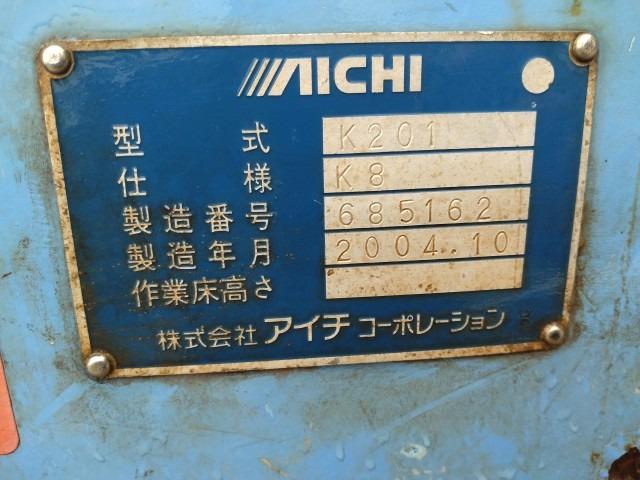 AICHI
型式 K201
仕様 K8
製造番号 685162
製造年月 2004.10
作業床高さ
株式会社 アイチ コーポレーション